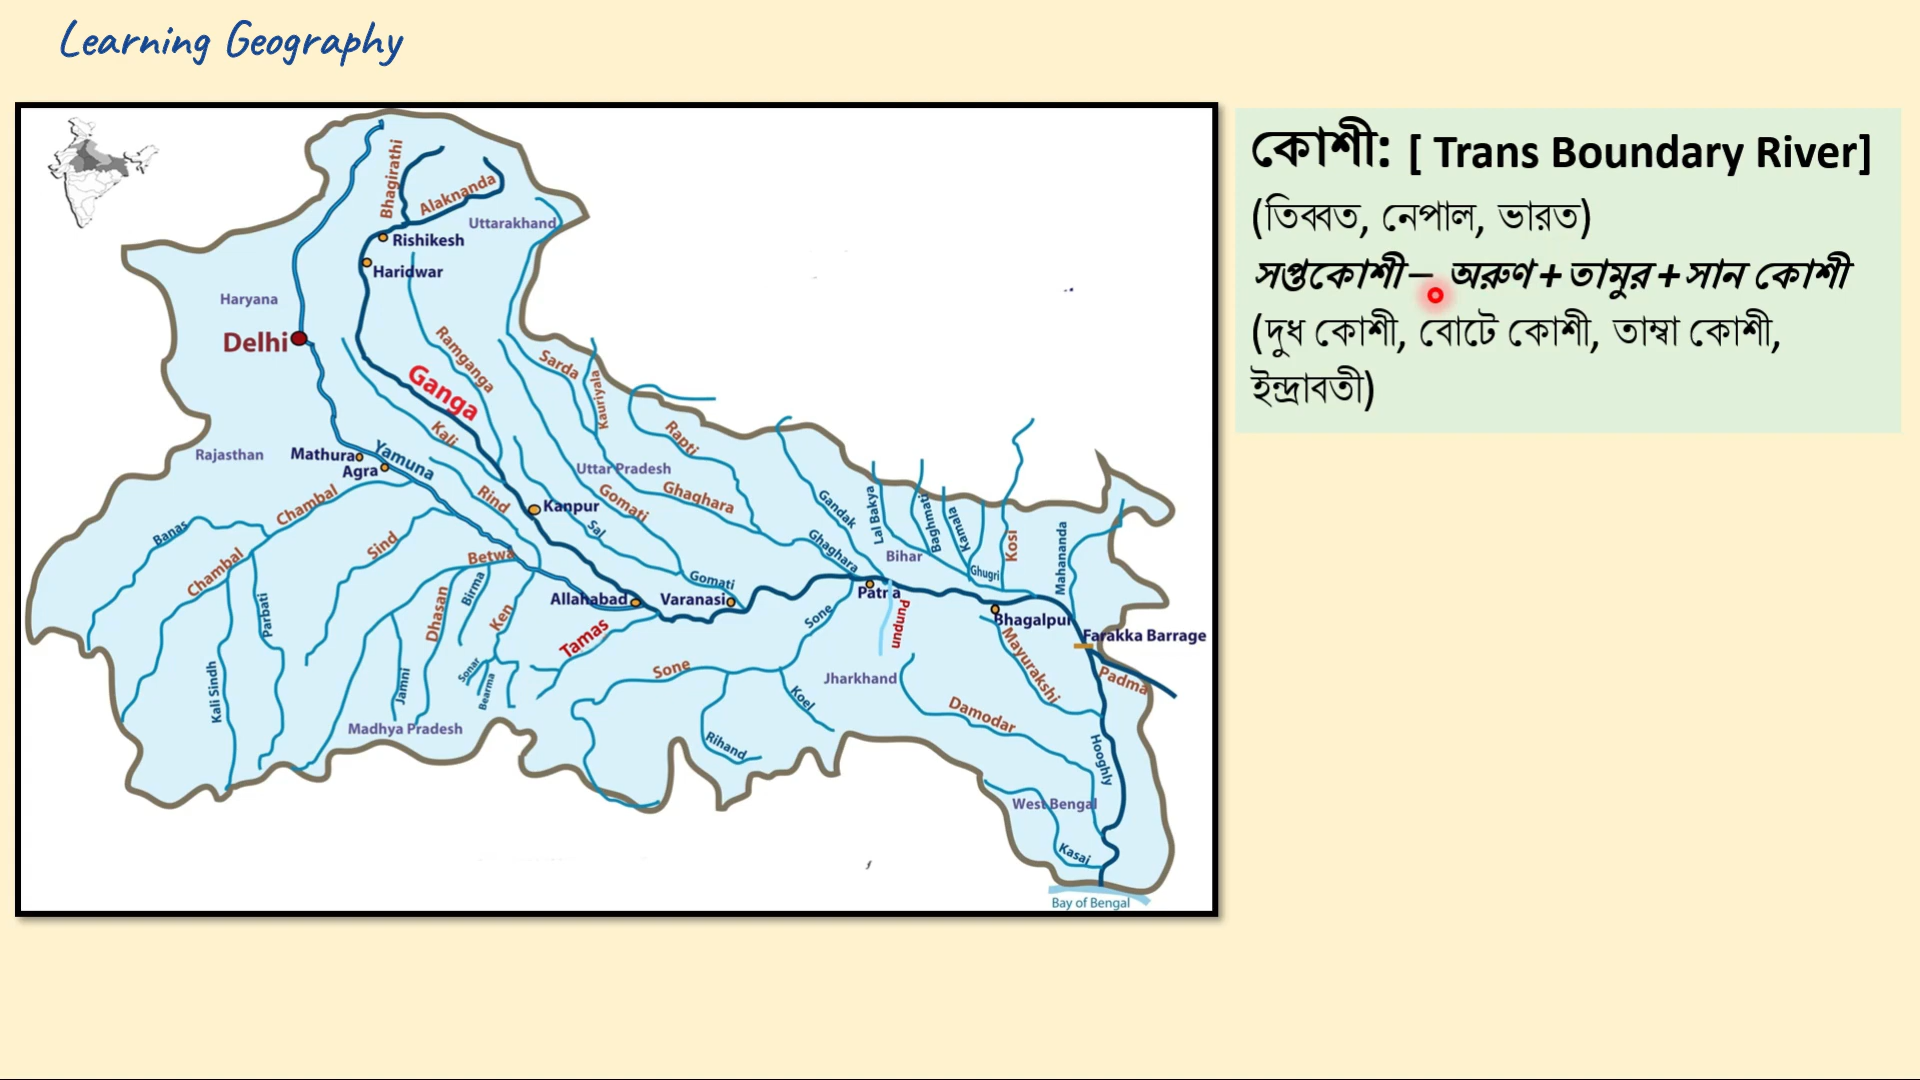 Learning Geography
কোশী: [ Trans Boundary River]
(তিব্বত, নেপাল, ভারত)
সপ্তকোশী– অরুণ+তামুর+সান কোশী
(দুধ কোশী, বোটে কোশী, তাম্বা কোশী,
ইন্দ্রাবতী)
Bhagirathi
Alaknanda
Uttarakhand
Rishikesh
Haridwar
Haryana
Delhi
Ramganga
Sarda
Kauriyala
Ganga
Kali
Rapti
Rajasthan
Mathura
Agra
Yamuna
Uttar Pradesh
Chambal
Rind
Kanpur
Gomati
Ghaghara
Gandak
Lal Bakya
Baghmati
Kamala
Banas
Sind
Sal
Ghaghara
Bihar
Kosi
Mahananda
Chambal
Betwa
Birma
Gomati
Ghugri
Parbati
Dhasan
Ken
Allahabad
Varanasi
Sone
Patna
Punpun
Bhagalpur
Farakka Barrage
Tamas
Mayurakshi
Padma
Kali Sindh
Jamni
Sonar
Bearma
Sone
Koel
Jharkhand
Damodar
Madhya Pradesh
Rihand
Hooghly
West Bengal
Kasai
Bay of Bengal